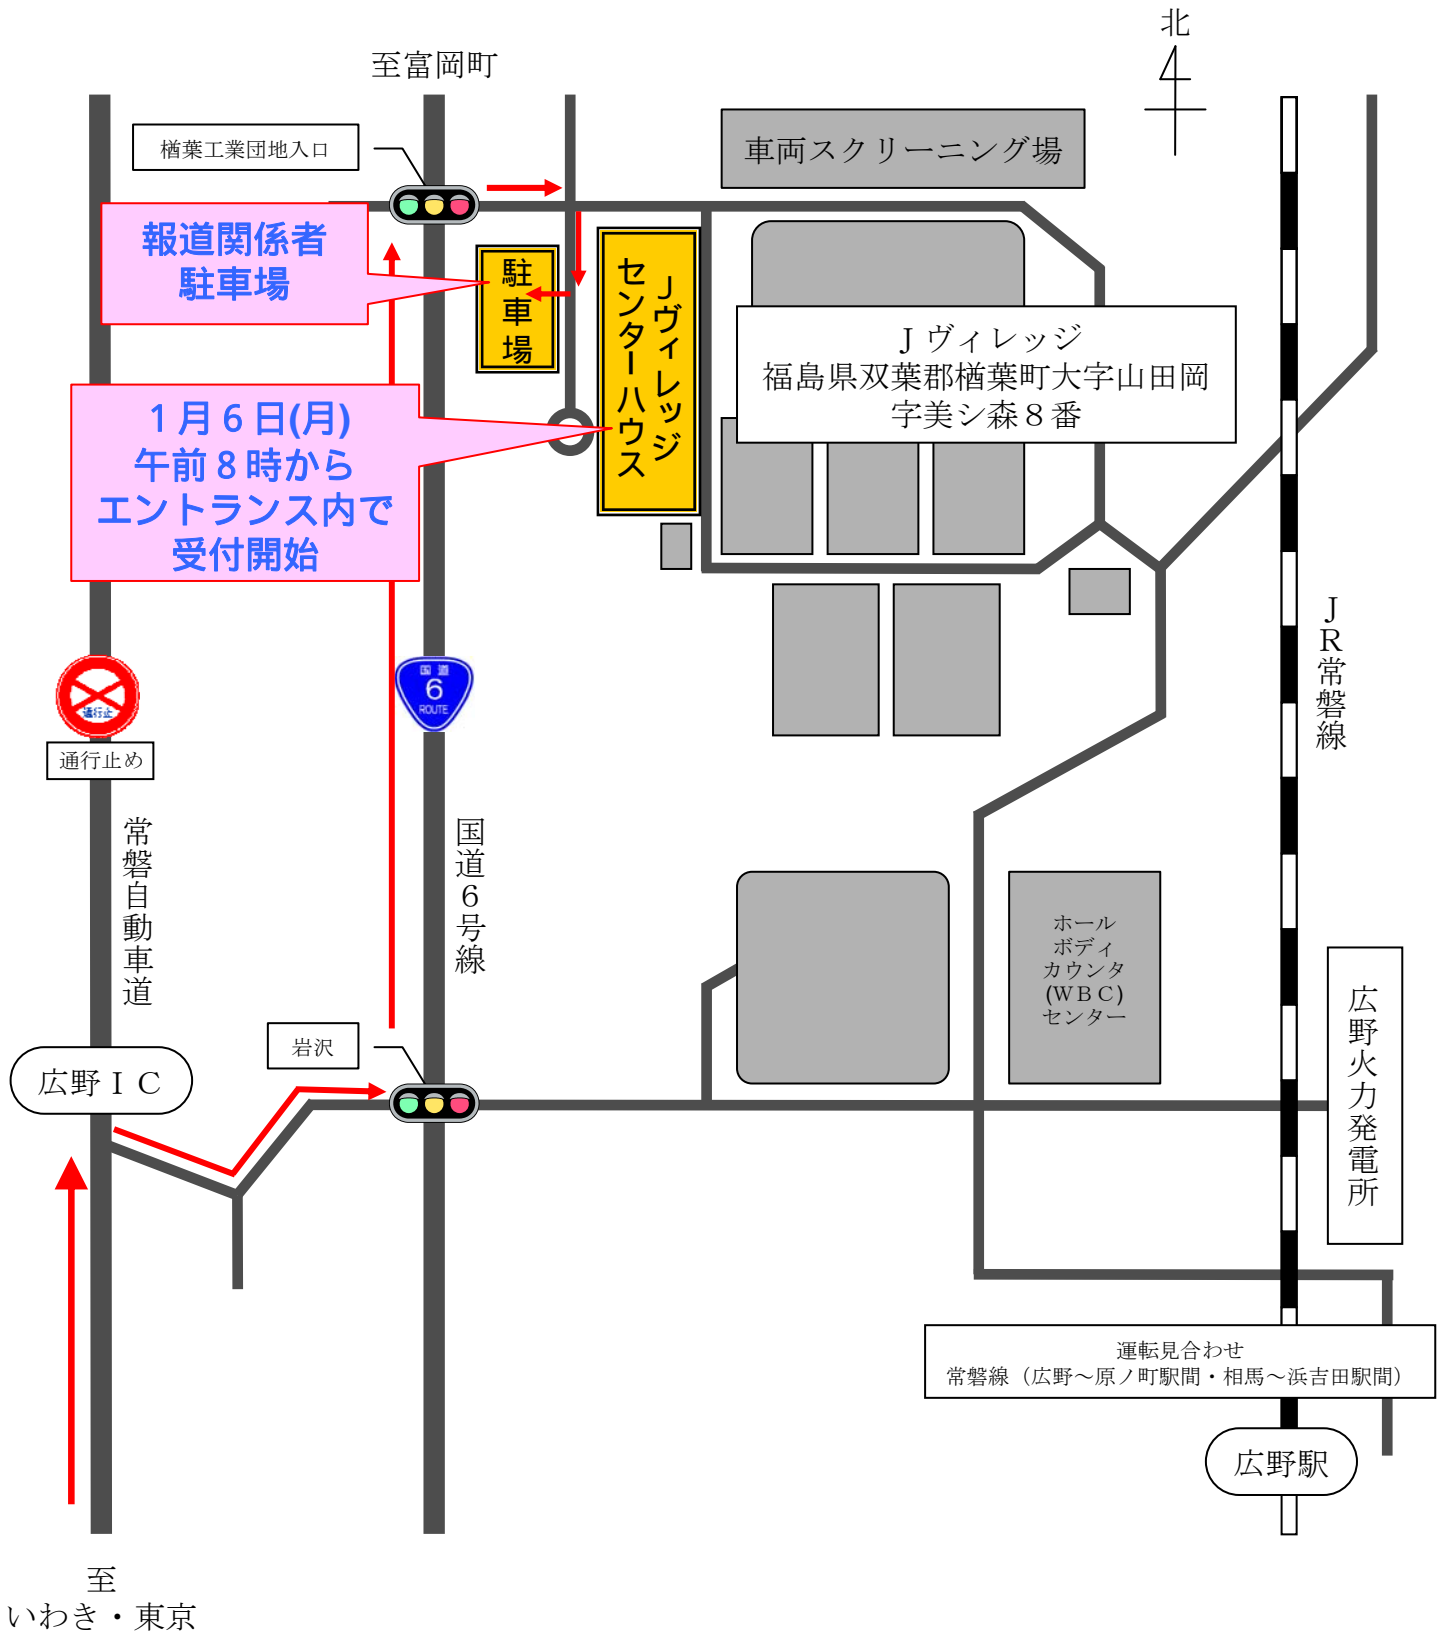 北
至富岡町
楢葉工業団地入口
車両スクリーニング場
報道関係者
駐車場
駐車場
Ｊヴィレッジ
センターハウス
Ｊヴィレッジ
福島県双葉郡楢葉町大字山田岡
字美シ森８番
１月６日(月)
午前８時から
エントランス内で
受付開始
通行止
通行止め
国道
6
ROUTE
ＪＲ常磐線
常磐自動車道
国道６号線
ホール
ボディ
カウンタ
(ＷＢＣ)
センター
広野火力発電所
岩沢
広野ＩＣ
運転見合わせ
常磐線（広野～原ノ町駅間・相馬～浜吉田駅間）
広野駅
至
いわき・東京